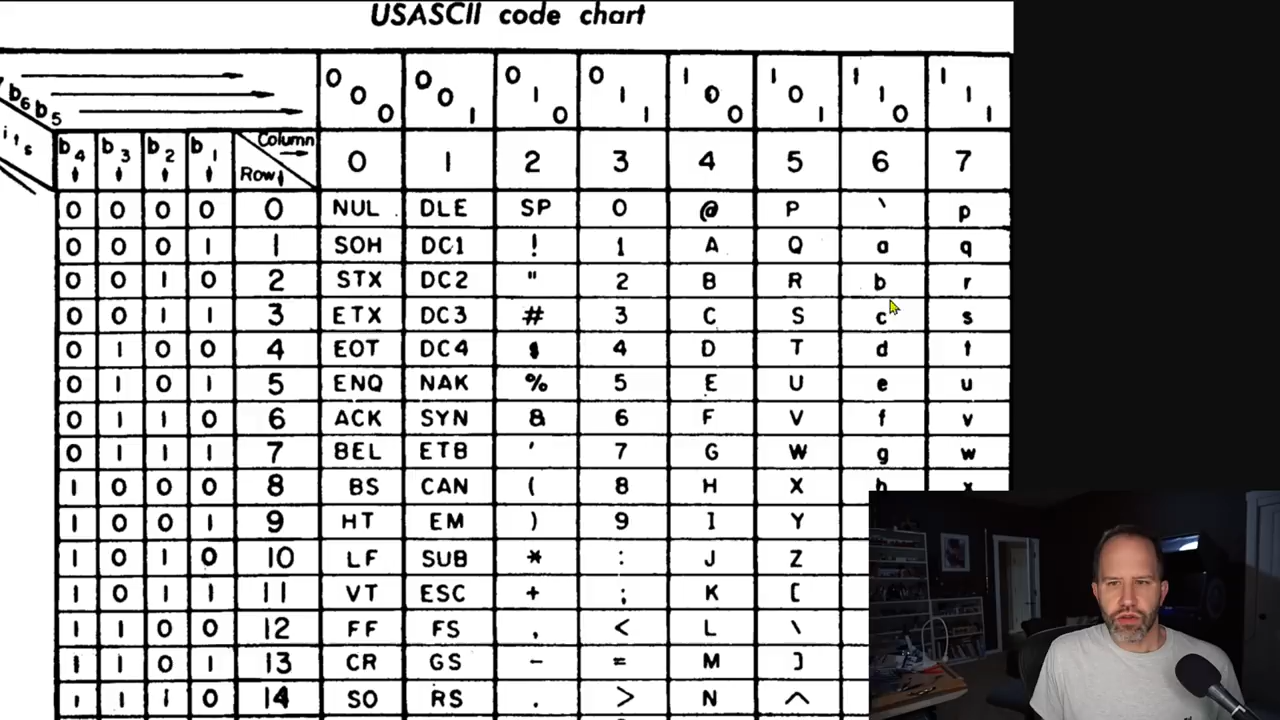 USASCII code chart
b6 b5
0 0 0 0 0 1 0 1 0 0 1 1 1 0 0 1 0 1 1 1 0 1 1 1
its
b4 b3 b2 b1 Column
Row 0 1 2 3 4 5 6 7
0 0 0 0 0 NUL DLE SP 0 @ P ` p
0 0 0 1 1 SOH DC1 ! 1 A Q a q
0 0 1 0 2 STX DC2 " 2 B R b r
0 0 1 1 3 ETX DC3 # 3 C S c s
0 1 0 0 4 EOT DC4 $ 4 D T d t
0 1 0 1 5 ENQ NAK % 5 E U e u
0 1 1 0 6 ACK SYN & 6 F V f v
0 1 1 1 7 BEL ETB ' 7 G W g w
1 0 0 0 8 BS CAN ( 8 H X h x
1 0 0 1 9 HT EM ) 9 I Y
1 0 1 0 10 LF SUB * : J Z
1 0 1 1 11 VT ESC + ; K [
1 1 0 0 12 FF FS , < L \
1 1 0 1 13 CR GS - = M ]
1 1 1 0 14 SO RS . > N ^